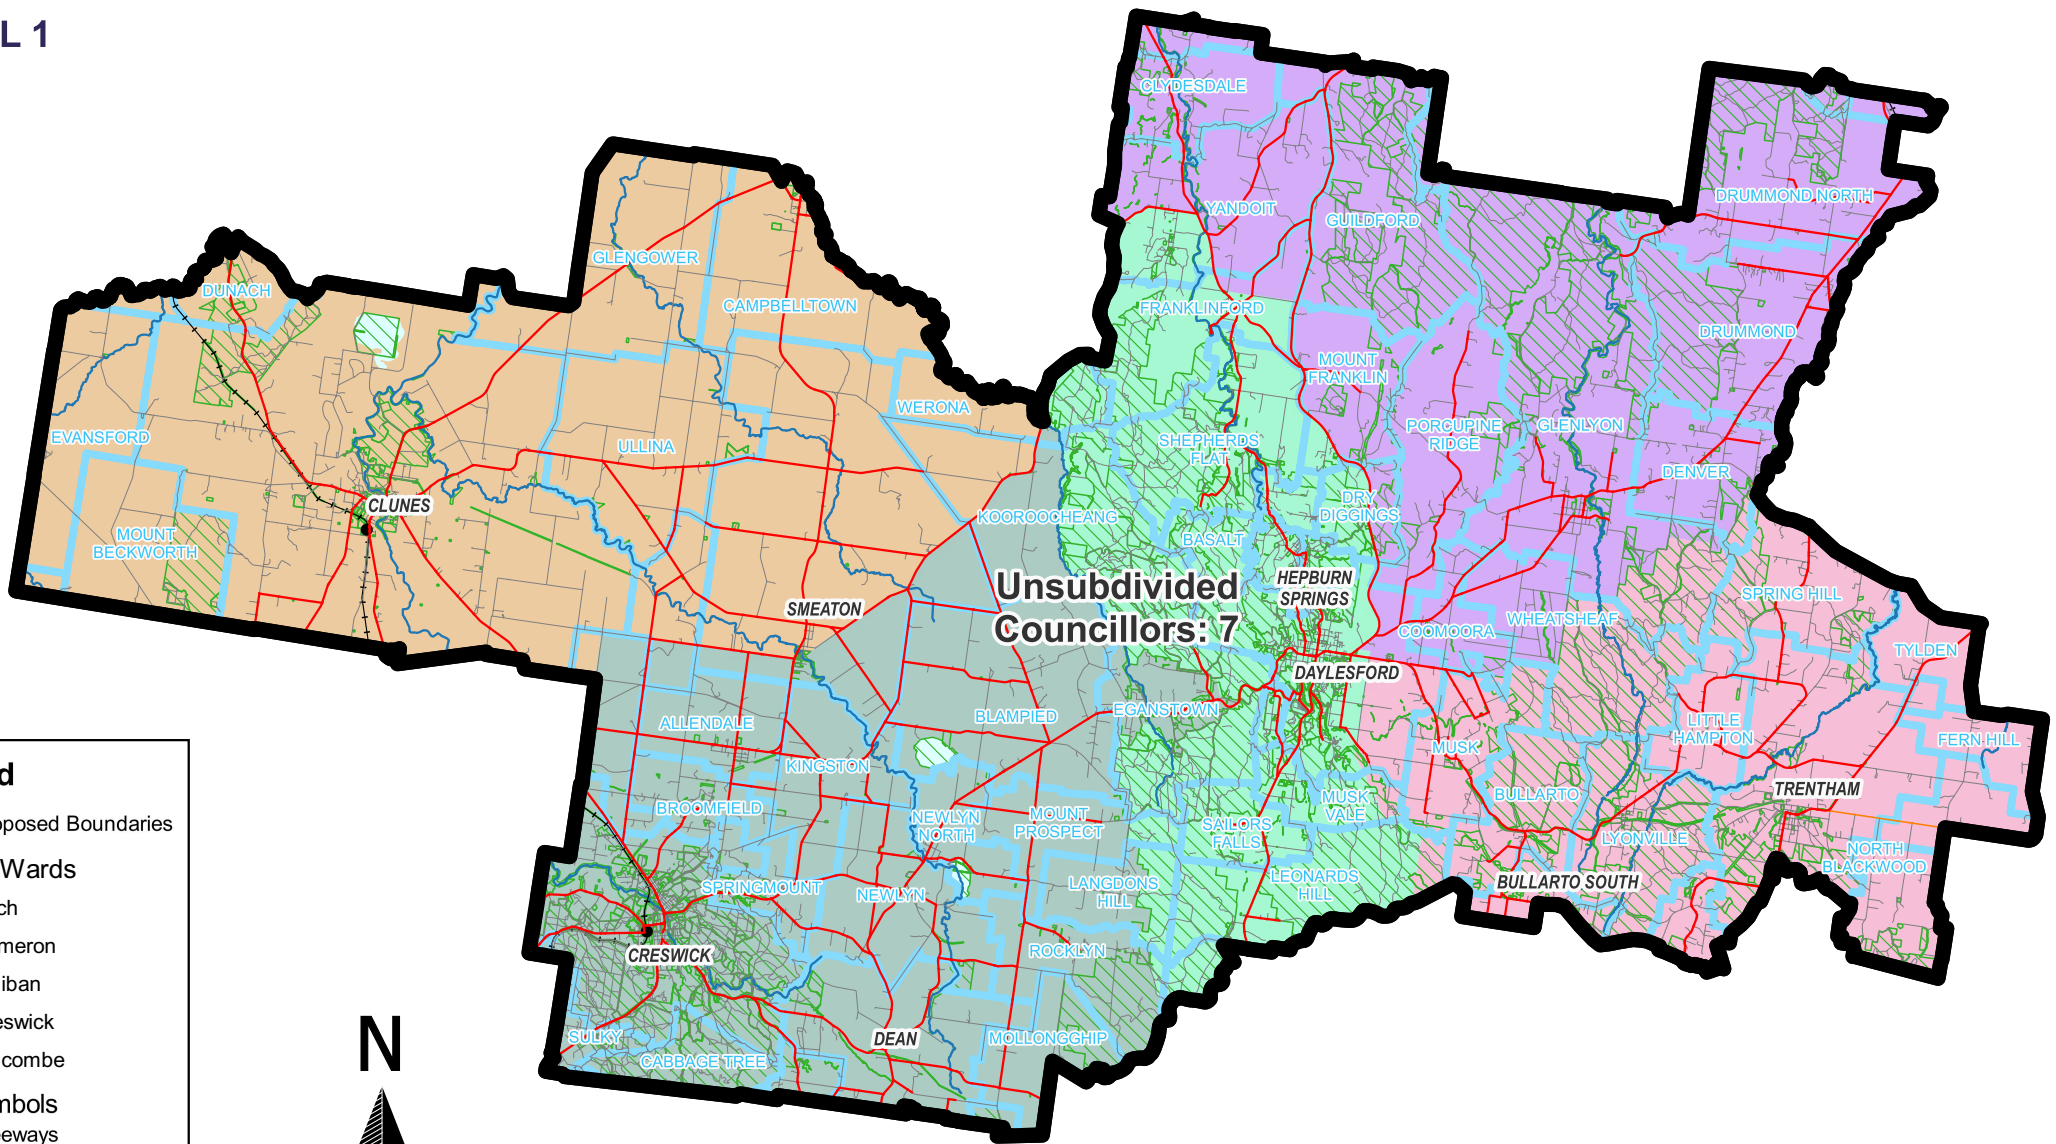 L 1
CLYDESDALE
DRUMMOND NORTH
YANDOIT
GUILDFORD
GLENGOWER
DUNACH
CAMPBELLTOWN
FRANKLINFORD
DRUMMOND
MOUNT
FRANKLIN
WERONA
EVANSFORD
ULLINA
SHEPHERDS
FLAT
PORCUPINE
RIDGE
GLENLYON
DENVER
CLUNES
KOOROOCHEANG
DRY
DIGGINGS
MOUNT
BECKWORTH
BASALT
Unsubdivided
Councillors: 7
HEPBURN
SPRINGS
SMEATON
SPRING HILL
WHEATSHEAF
COOMOORA
TYLDEN
DAYLESFORD
ALLENDALE
BLAMPIED
EGANSTOWN
LITTLE
HAMPTON
FERN HILL
MUSK
KINGSTON
BROOMFIELD
NEWLYN
NORTH
MOUNT
PROSPECT
MUSK
VALE
BULLARTO
TRENTHAM
SAILORS
FALLS
LYONVILLE
NORTH
BLACKWOOD
SPRINGMOUNT
NEWLYN
LANGDONS
HILL
LEONARDS
HILL
BULLARTO SOUTH
CRESWICK
ROCKLYN
SULKY
CABBAGE TREE
DEAN
MOLLONGGHIP
d
posed Boundaries
Wards
ch
meron
iban
eswick
combe
mbols
eways
N